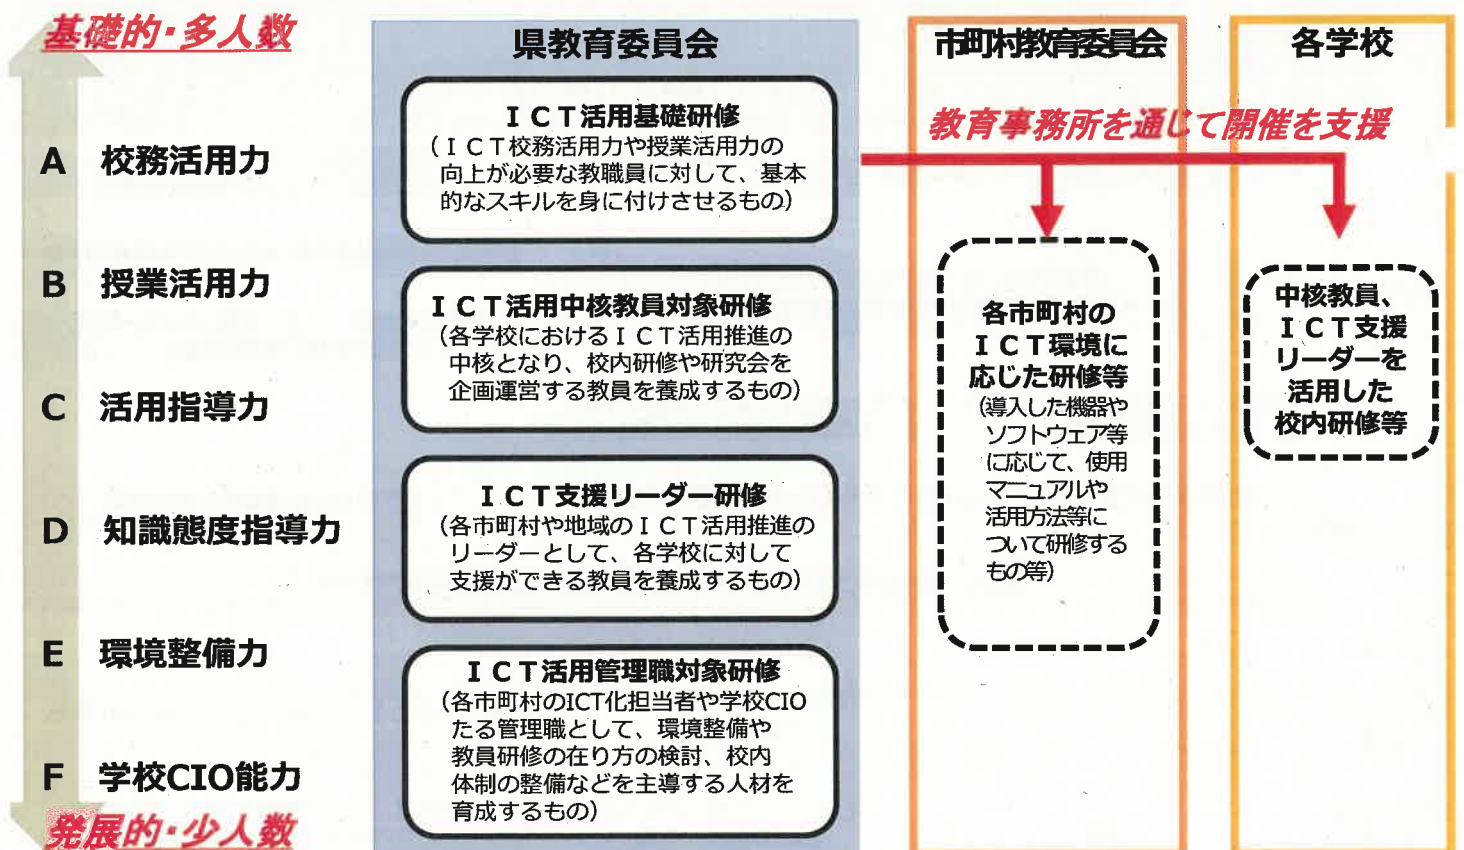 基礎的・多人数
A 校務活用力
B 授業活用力
C 活用指導力
D 知識態度指導力
E 環境整備力
F 学校CIO能力
発展的・少人数
県教育委員会
ＩＣＴ活用基礎研修
（ＩＣＴ校務活用力や授業活用力の
向上が必要な教職員に対して、基本
的なスキルを身に付けさせるもの）
ＩＣＴ活用中核教員対象研修
（各学校におけるＩＣＴ活用推進の
中核となり、校内研修や研究会を
企画運営する教員を養成するもの）
ＩＣＴ支援リーダー研修
（各市町村や地域のＩＣＴ活用推進の
リーダーとして、各学校に対して
支援ができる教員を養成するもの）
ＩＣＴ活用管理職対象研修
（各市町村のICT化担当者や学校CIO
たる管理職として、環境整備や
教員研修の在り方の検討、校内
体制の整備などを主導する人材を
育成するもの）
市町村教育委員会
各学校
教育事務所を通じて開催を支援
各市町村の
ＩＣＴ環境に
応じた研修等
（導入した機器や
ソフトウェア等
に応じて、使用
マニュアルや
活用方法等に
ついて研修する
もの等）
中核教員、
ＩＣＴ支援
リーダーを
活用した
校内研修等